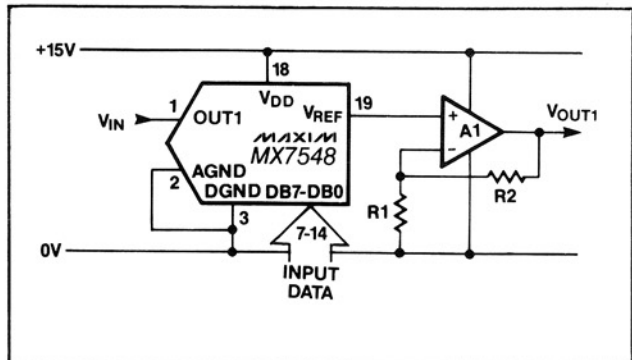 +15V
18
VDD
1
VIN
OUT1
VREF
19
MAXIM
MX7548
AGND
2
DGND DB7-DB0
3
7-14
0V
INPUT
DATA
+
A1
−
VOUT1
R2
R1